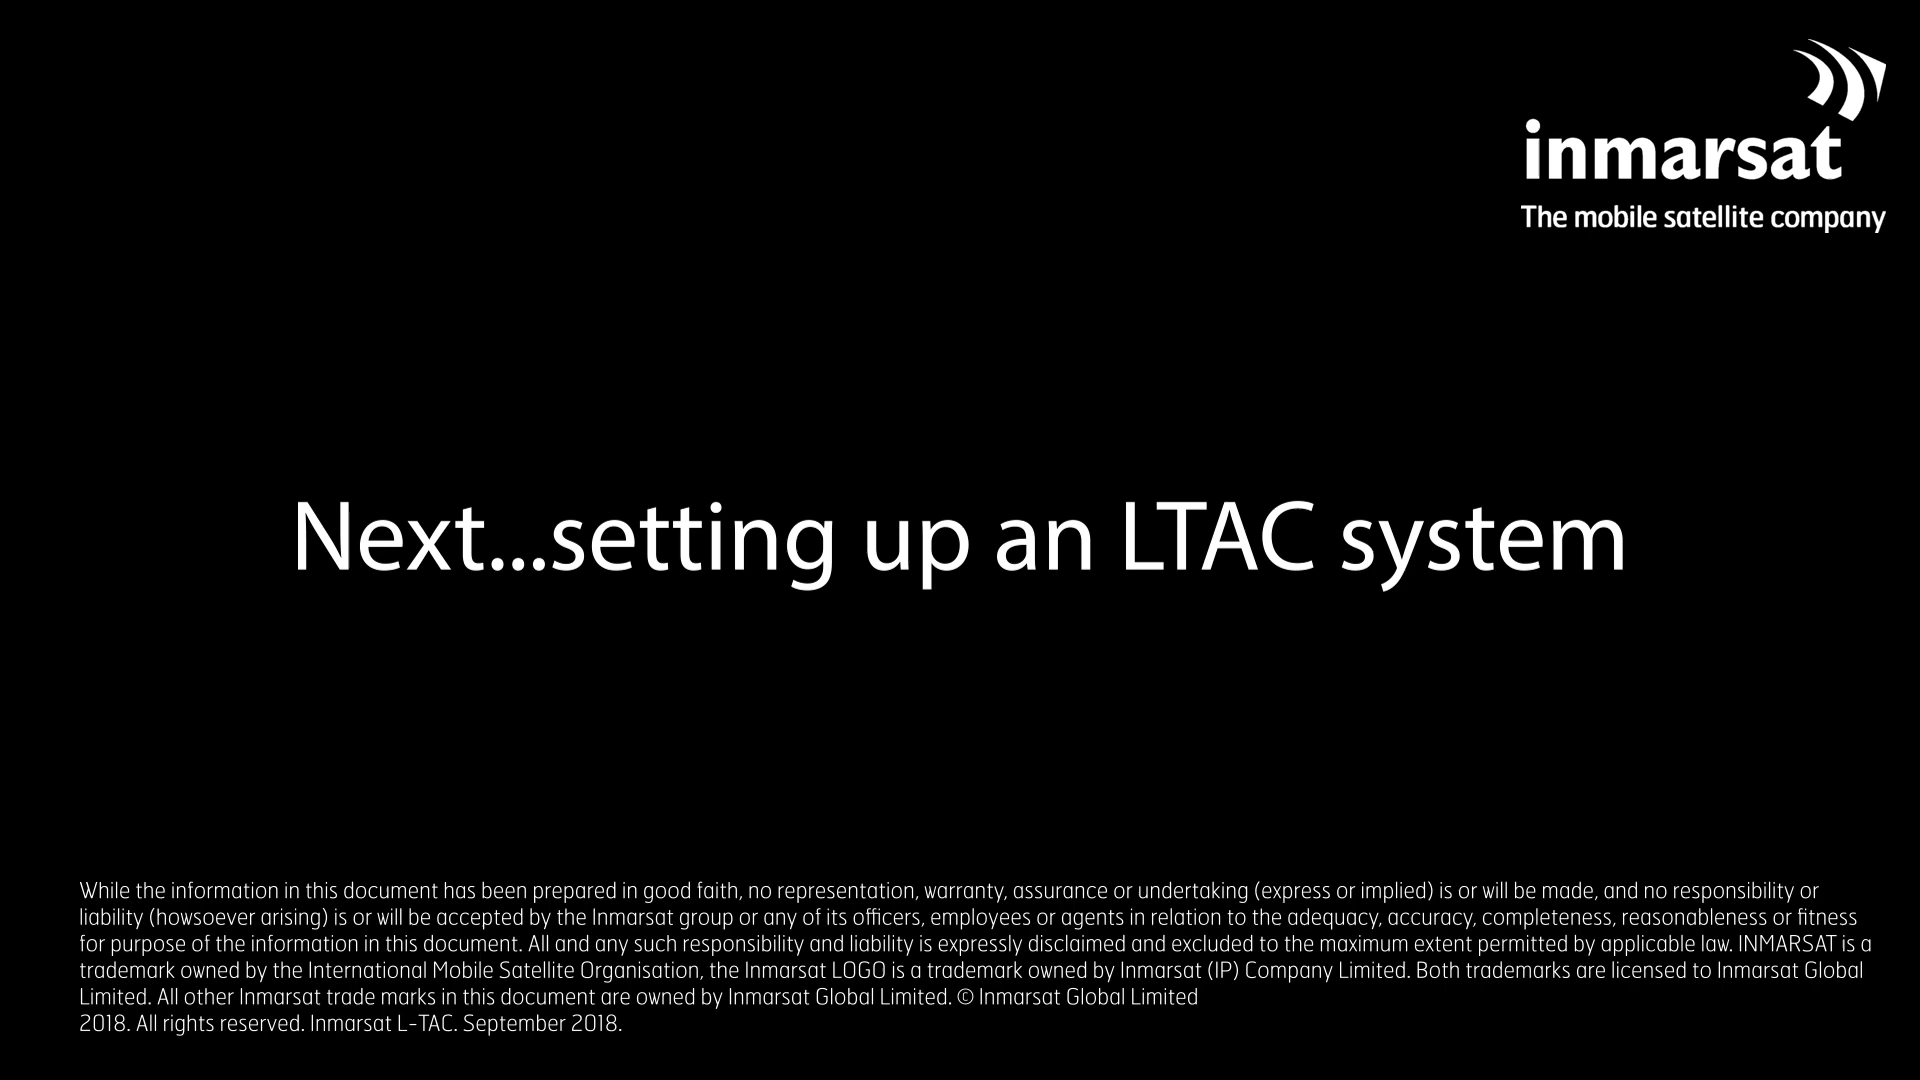 inmarsat
The mobile satellite company
Next...setting up an LTAC system
While the information in this document has been prepared in good faith, no representation, warranty, assurance or undertaking (express or implied) is or will be made, and no responsibility or
liability (howsoever arising) is or will be accepted by the Inmarsat group or any of its officers, employees or agents in relation to the adequacy, accuracy, completeness, reasonableness or fitness
for purpose of the information in this document. All and any such responsibility and liability is expressly disclaimed and excluded to the maximum extent permitted by applicable law. INMARSAT is a
trademark owned by the International Mobile Satellite Organisation, the Inmarsat LOGO is a trademark owned by Inmarsat (IP) Company Limited. Both trademarks are licensed to Inmarsat Global
Limited. All other Inmarsat trade marks in this document are owned by Inmarsat Global Limited. © Inmarsat Global Limited
2018. All rights reserved. Inmarsat L-TAC. September 2018.